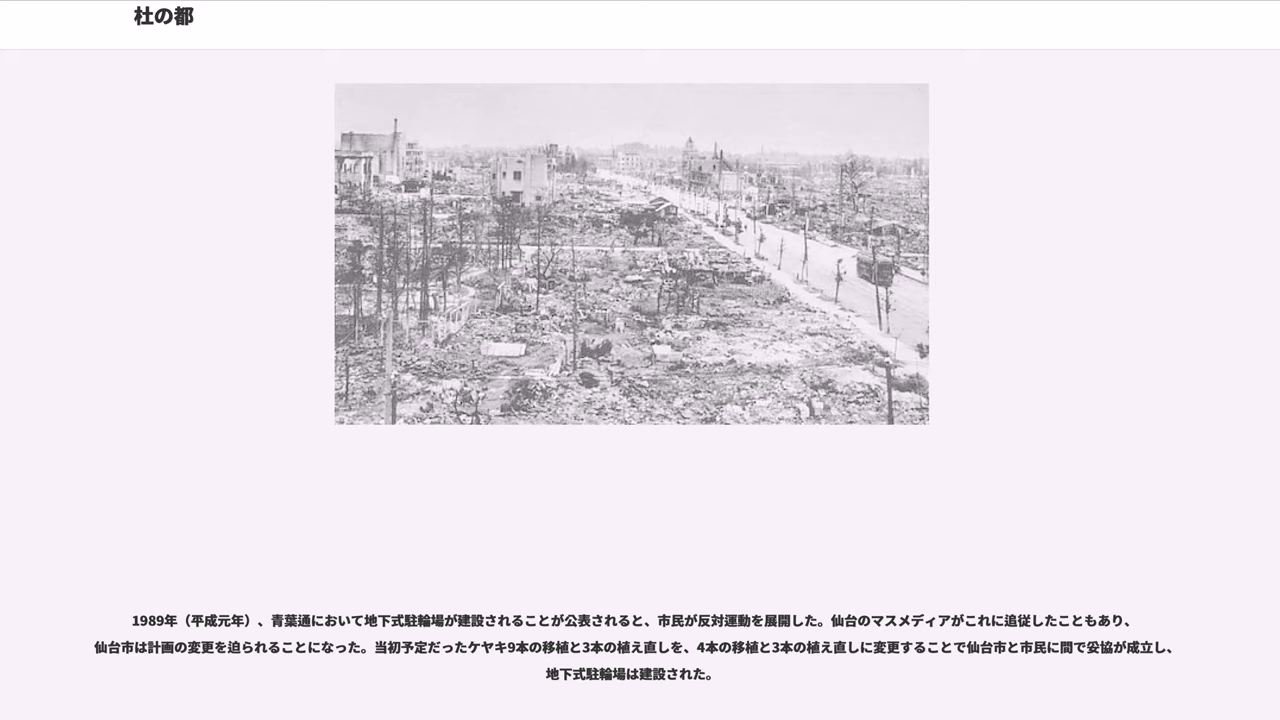 杜の都
1989年（平成元年）、青葉通において地下式駐輪場が建設されることが公表されると、市民が反対運動を展開した。仙台のマスメディアがこれに追従したこともあり、
仙台市は計画の変更を迫られることになった。当初予定だったケヤキ9本の移植と3本の植え直しを、4本の移植と3本の植え直しに変更することで仙台市と市民に間で妥協が成立し、
地下式駐輪場は建設された。